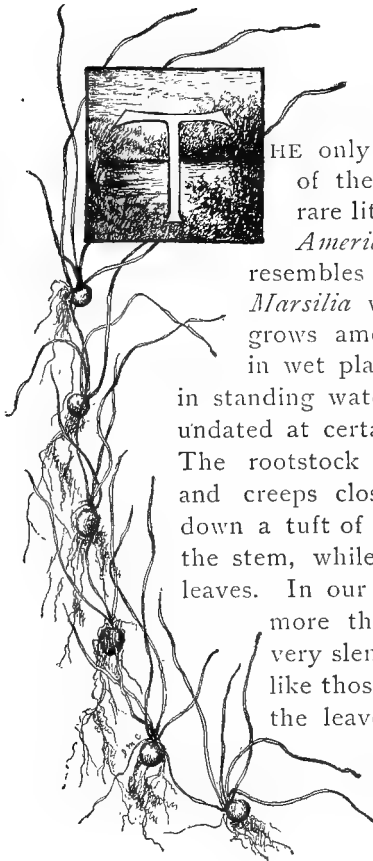 THE only
of the
rare lit
Americ
resembles
Marsilia
grows am
in wet pla
in standing wat
undated at certa
The rootstock
and creeps clos
down a tuft of
the stem, while
leaves. In our
more th
very slen
like thos
the leav